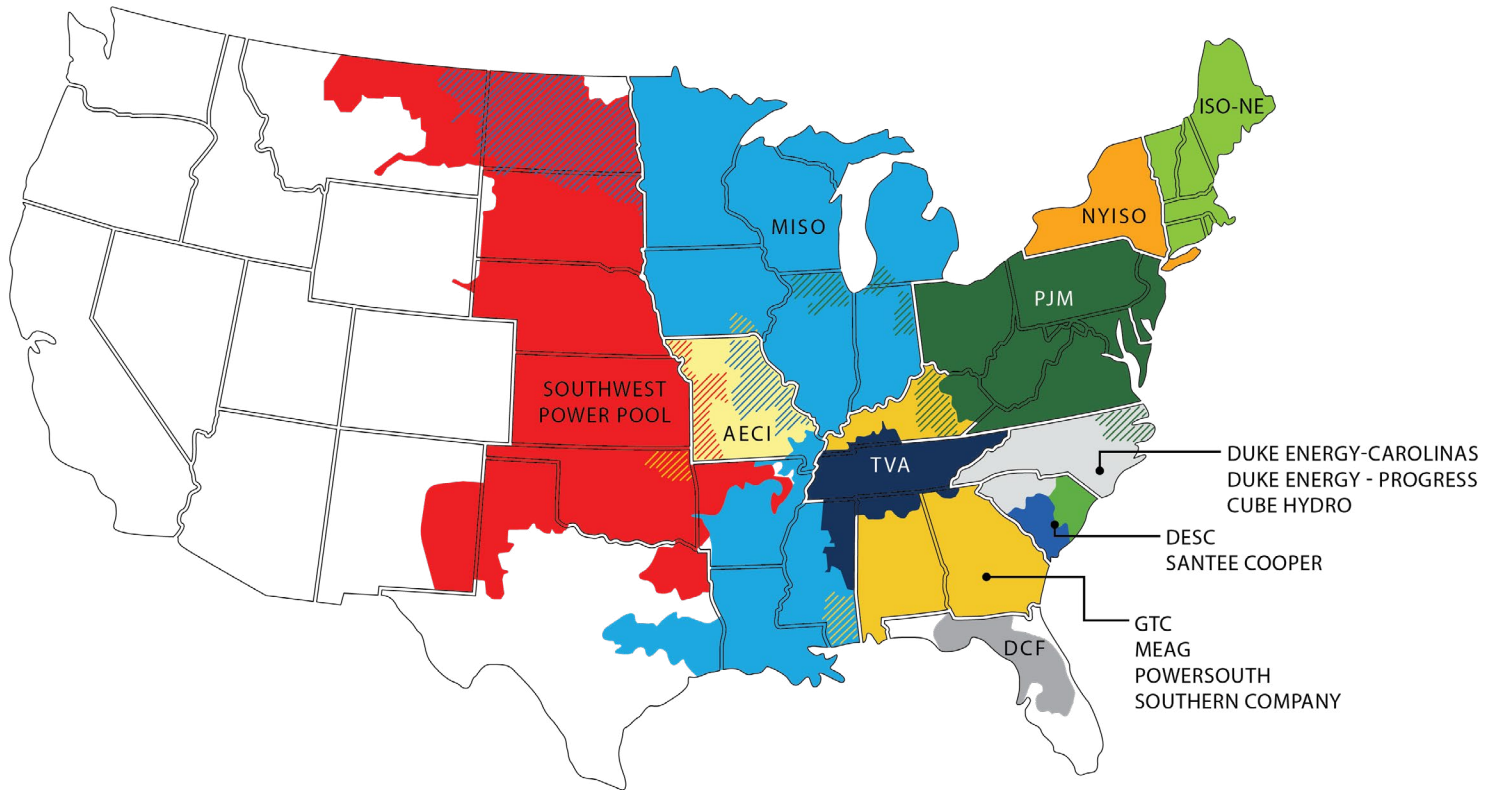 ISO-NE
NYISO
MISO
PJM
SOUTHWEST
POWER POOL
AECI
TVA
DUKE ENERGY-CAROLINAS
DUKE ENERGY - PROGRESS
CUBE HYDRO
DESC
SANTEE COOPER
GTC
MEAG
POWERSOUTH
SOUTHERN COMPANY
DCF